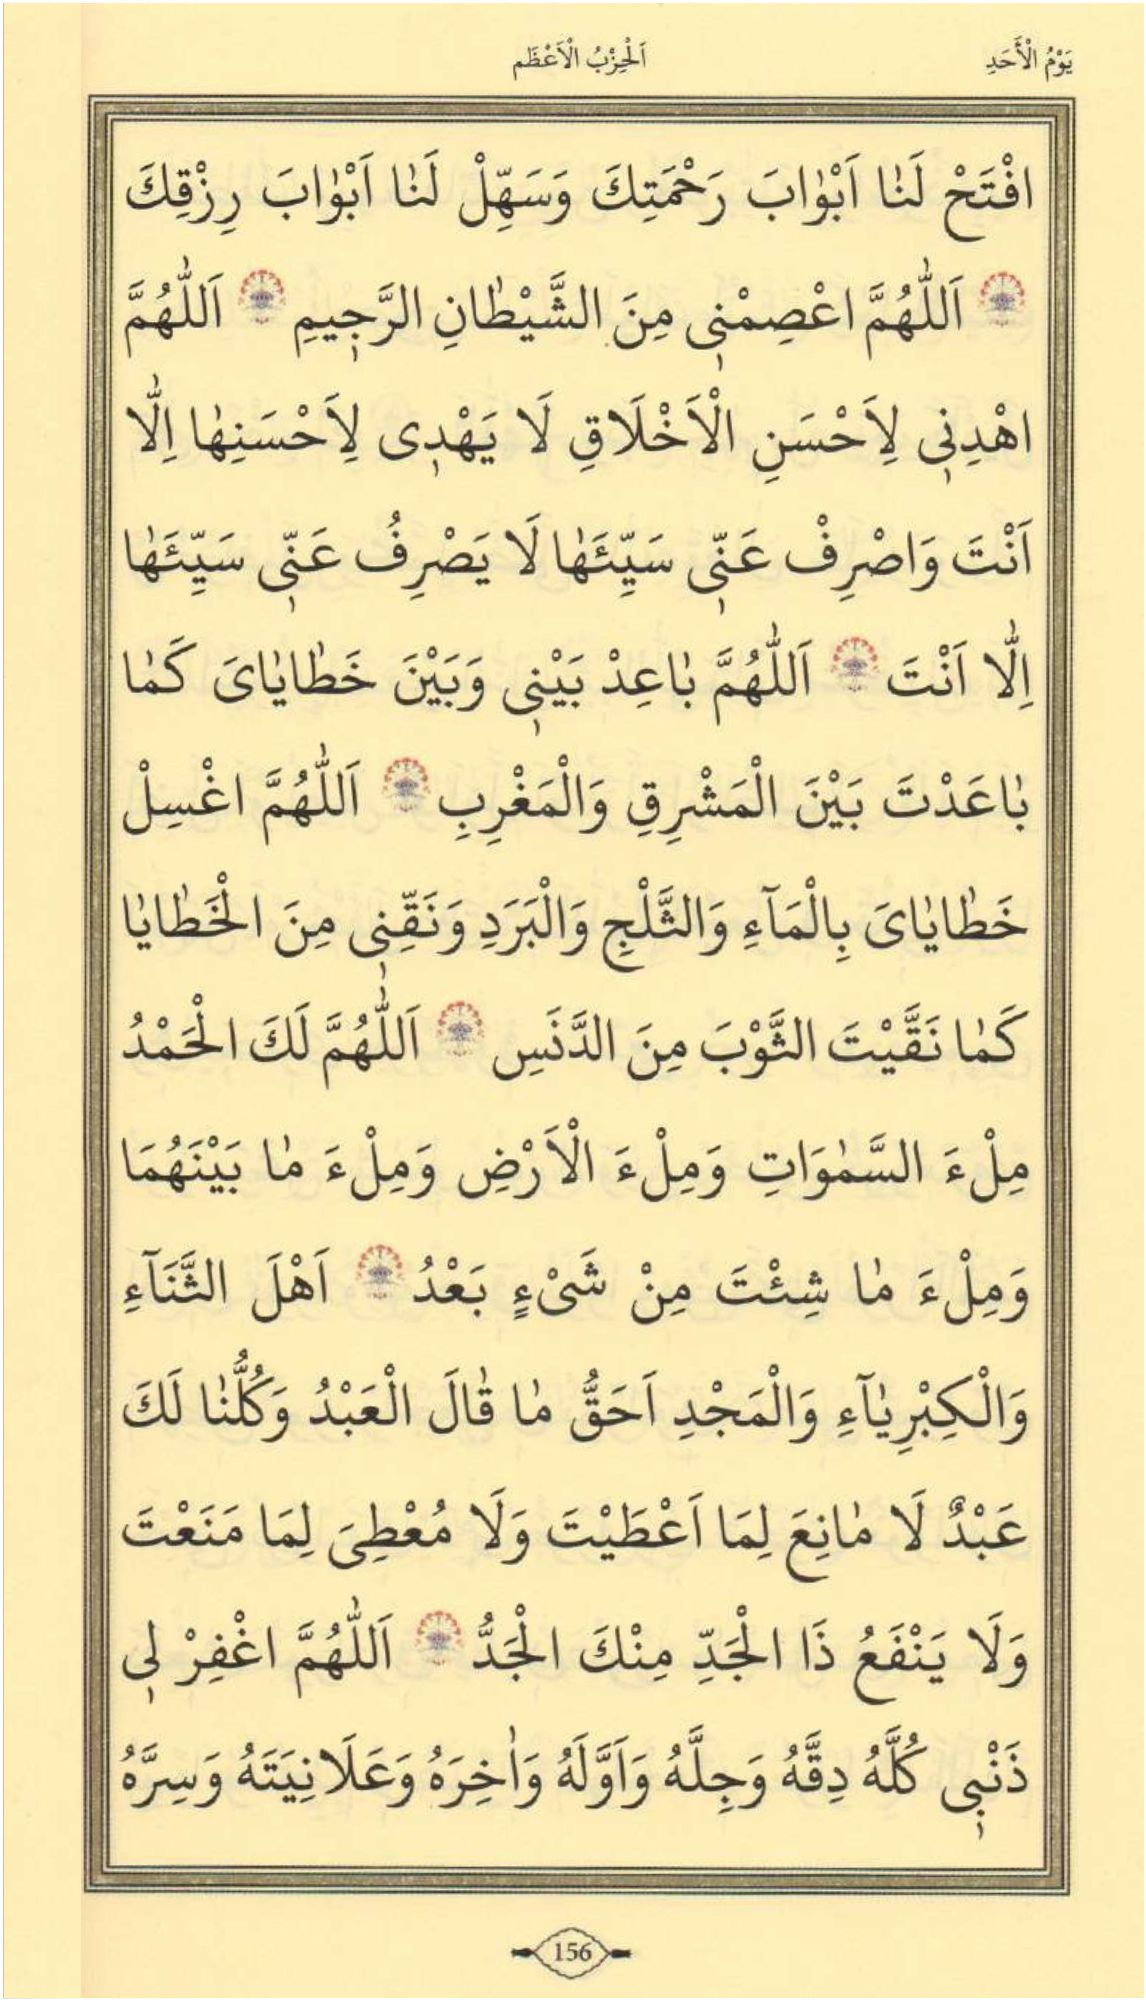 يَوْمُ الْأَحَدِ
اَلْحِزْبُ الْاَعْظَم
افْتَحْ لَنٰا اَبْوٰابَ رَحْمَتِكَ وَسَهِّلْ لَنٰا اَبْوٰابَ رِزْقِكَ
اَللّٰهُمَّ اعْصِمْنٖى مِنَ الشَّيْطٰانِ الرَّجٖيمِ اَللّٰهُمَّ
اهْدِنٖى لِاَحْسَنِ الْاَخْلَاقِ لَا يَهْدٖى لِاَحْسَنِهٰا اِلّٰا
اَنْتَ وَاصْرِفْ عَنّٖى سَيِّئَهٰا لَا يَصْرِفُ عَنّٖى سَيِّئَهٰا
اِلّٰا اَنْتَ اَللّٰهُمَّ بٰاعِدْ بَيْنٖى وَبَيْنَ خَطٰايٰاىَ كَمٰا
بٰاعَدْتَ بَيْنَ الْمَشْرِقِ وَالْمَغْرِبِ اَللّٰهُمَّ اغْسِلْ
خَطٰايٰاىَ بِالْمَآءِ وَالثَّلْجِ وَالْبَرَدِ وَنَقِّنٖى مِنَ الْخَطٰايٰا
كَمٰا نَقَّيْتَ الثَّوْبَ مِنَ الدَّنَسِ اَللّٰهُمَّ لَكَ الْحَمْدُ
مِلْءَ السَّمٰوَاتِ وَمِلْءَ الْاَرْضِ وَمِلْءَ مٰا بَيْنَهُمَا
وَمِلْءَ مٰا شِئْتَ مِنْ شَىْءٍ بَعْدُ اَهْلَ الثَّنَآءِ
وَالْكِبْرِيٰآءِ وَالْمَجْدِ اَحَقُّ مٰا قٰالَ الْعَبْدُ وَكُلُّنٰا لَكَ
عَبْدٌ لَا مٰانِعَ لِمَا اَعْطَيْتَ وَلَا مُعْطِىَ لِمَا مَنَعْتَ
وَلَا يَنْفَعُ ذَا الْجَدِّ مِنْكَ الْجَدُّ اَللّٰهُمَّ اغْفِرْ لٖى
ذَنْبٖى كُلَّهُ دِقَّهُ وَجِلَّهُ وَاَوَّلَهُ وَاٰخِرَهُ وَعَلَانِيَتَهُ وَسِرَّهُ
156